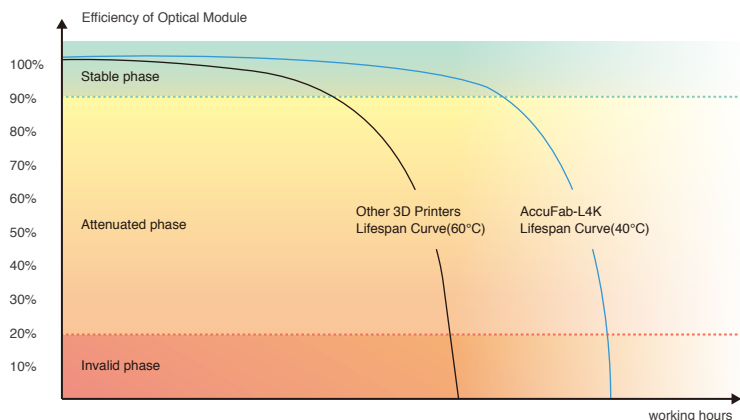 Efficiency of Optical Module
100%
Stable phase
90%
80%
70%
60%
Other 3D Printers
Lifespan Curve(60°C)
AccuFab-L4K
Lifespan Curve(40°C)
Attenuated phase
50%
40%
30%
20%
10%
Invalid phase
working hours